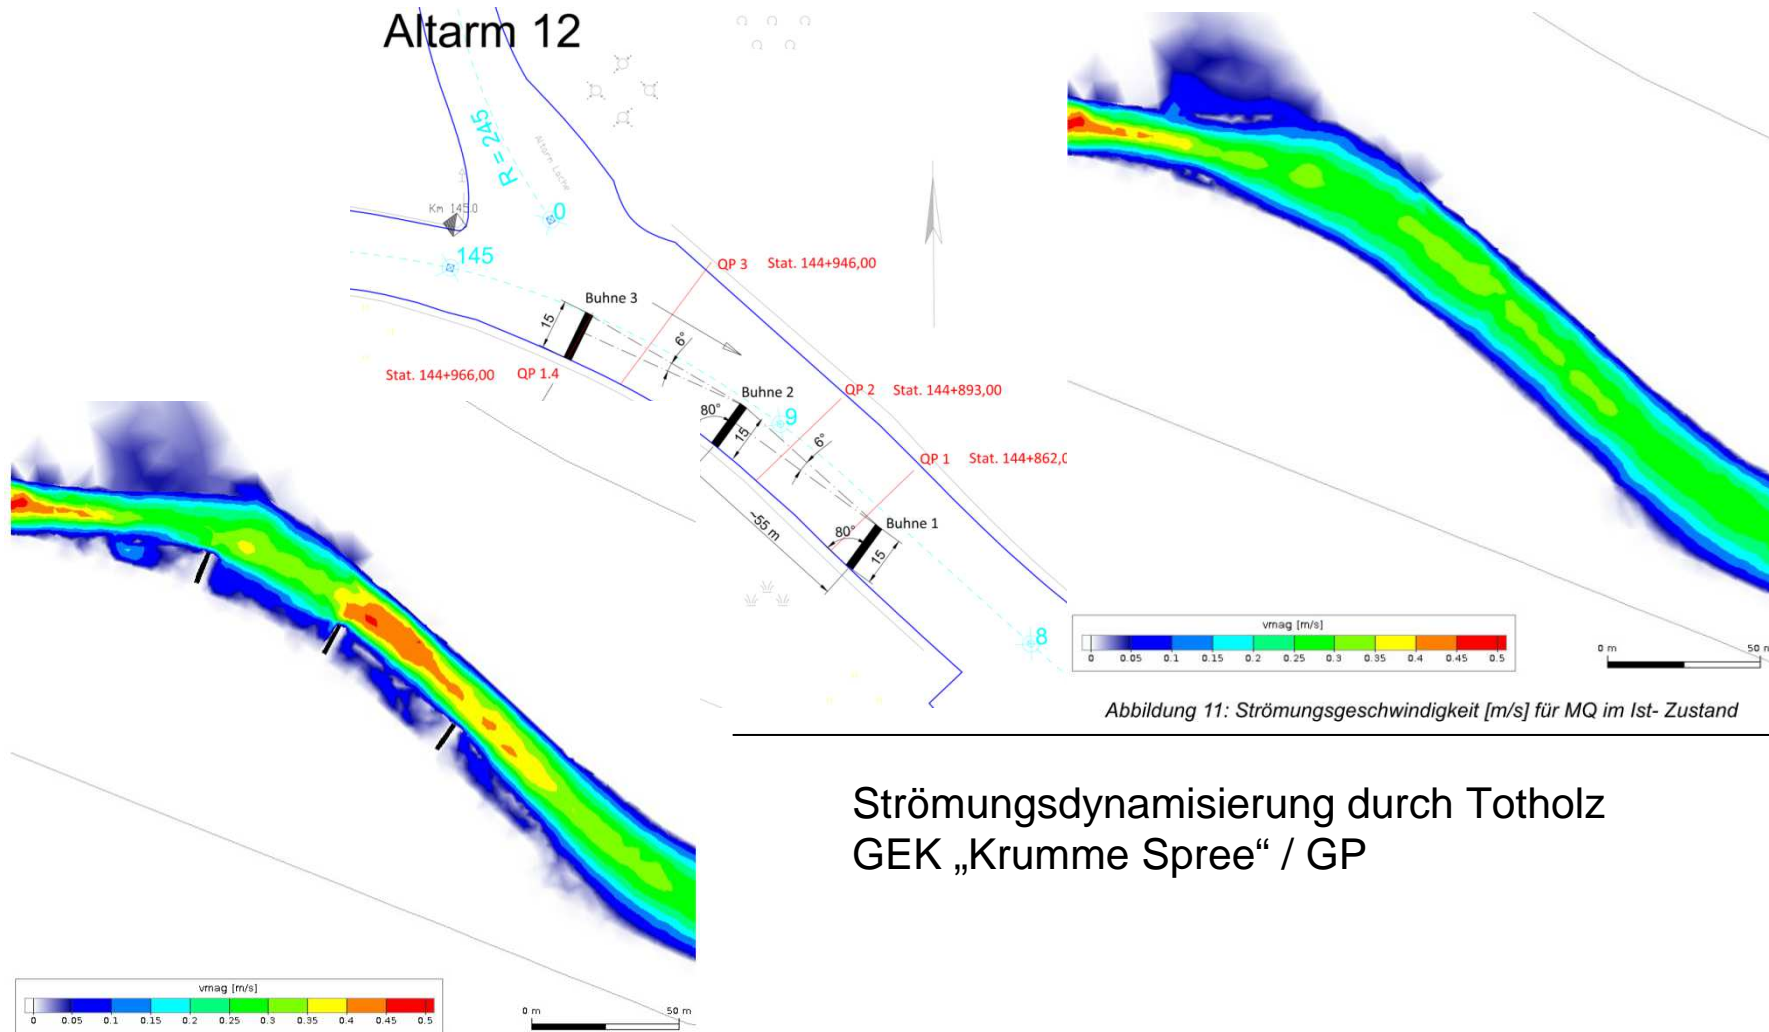 Altarm 12
R = 245
Altarm Lache
0
Km 145.0
145
QP 3 Stat. 144+946,00
Buhne 3
15
6°
Stat. 144+966,00 QP 1.4
Buhne 2
QP 2 Stat. 144+893,00
80°
9
15
6°
QP 1 Stat. 144+862,0
Buhne 1
80°
15
~55 m
8
vmag [m/s]
0 0.05 0.1 0.15 0.2 0.25 0.3 0.35 0.4 0.45 0.5
0 m 50 m
Abbildung 11: Strömungsgeschwindigkeit [m/s] für MQ im Ist- Zustand
Strömungsdynamisierung durch Totholz
GEK „Krumme Spree“ / GP
vmag [m/s]
0 0.05 0.1 0.15 0.2 0.25 0.3 0.35 0.4 0.45 0.5
0 m 50 m